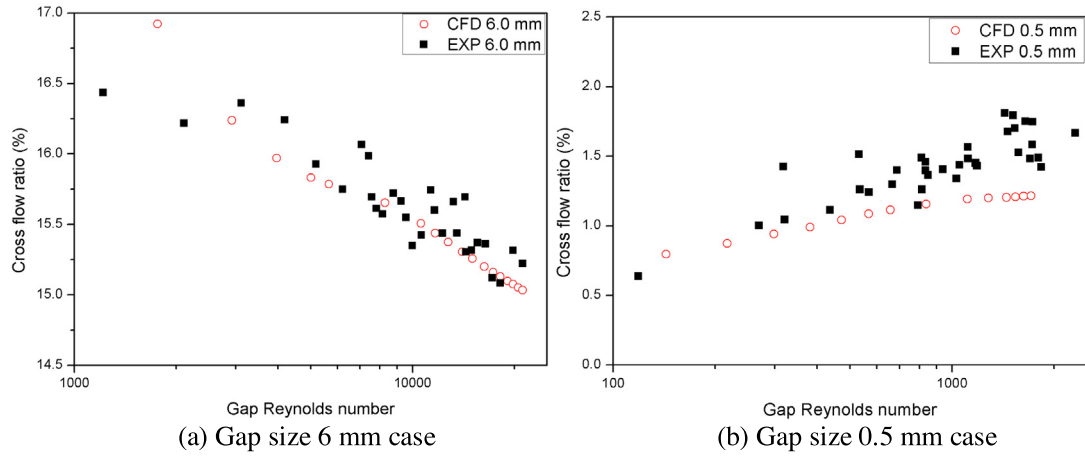 17.0
16.5
16.0
15.5
15.0
14.5
Cross flow ratio (%)
CFD 6.0 mm
EXP 6.0 mm
1000
10000
Gap Reynolds number
(a) Gap size 6 mm case
2.5
2.0
1.5
1.0
0.5
0.0
Cross flow ratio (%)
CFD 0.5 mm
EXP 0.5 mm
100
1000
Gap Reynolds number
(b) Gap size 0.5 mm case